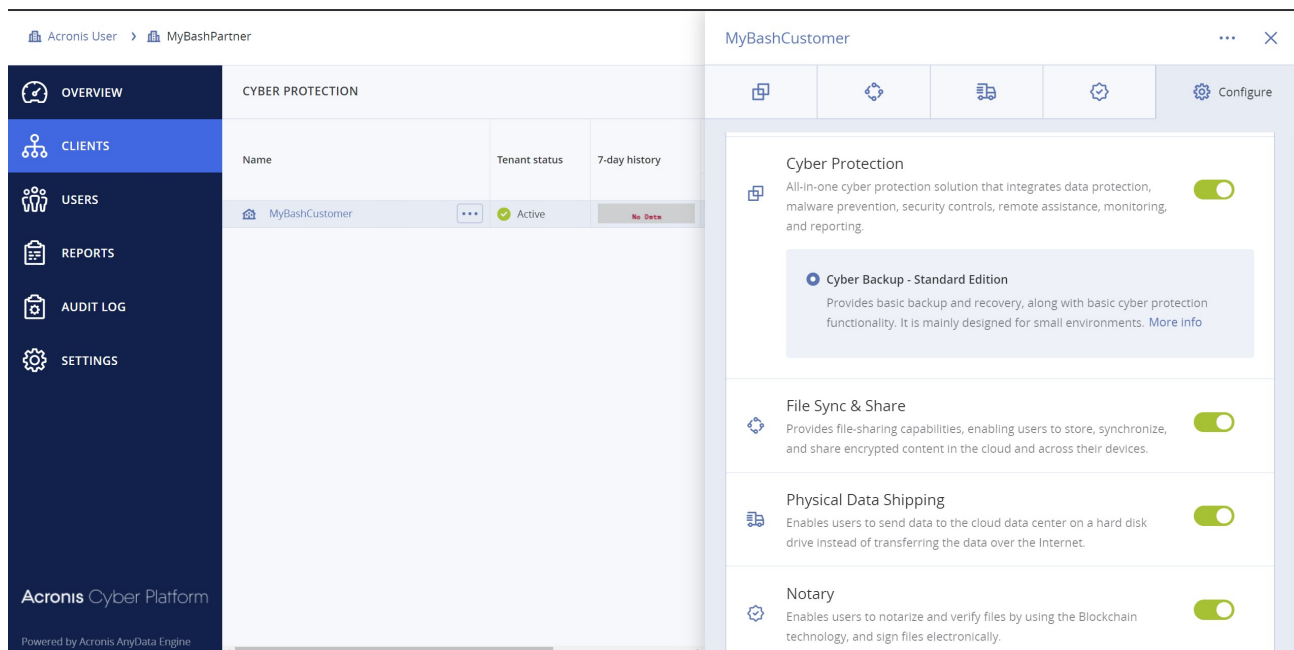 Acronis User > MyBashPartner
MyBashCustomer
OVERVIEW
CLIENTS
USERS
REPORTS
AUDIT LOG
SETTINGS
Acronis Cyber Platform
Powered by Acronis AnyData Engine
CYBER PROTECTION
Name Tenant status 7-day history
MyBashCustomer ... Active No Data
Configure
Cyber Protection
All-in-one cyber protection solution that integrates data protection,
malware prevention, security controls, remote assistance, monitoring,
and reporting.
Cyber Backup - Standard Edition
Provides basic backup and recovery, along with basic cyber protection
functionality. It is mainly designed for small environments. More info
File Sync & Share
Provides file-sharing capabilities, enabling users to store, synchronize,
and share encrypted content in the cloud and across their devices.
Physical Data Shipping
Enables users to send data to the cloud data center on a hard disk
drive instead of transferring the data over the Internet.
Notary
Enables users to notarize and verify files by using the Blockchain
technology, and sign files electronically.